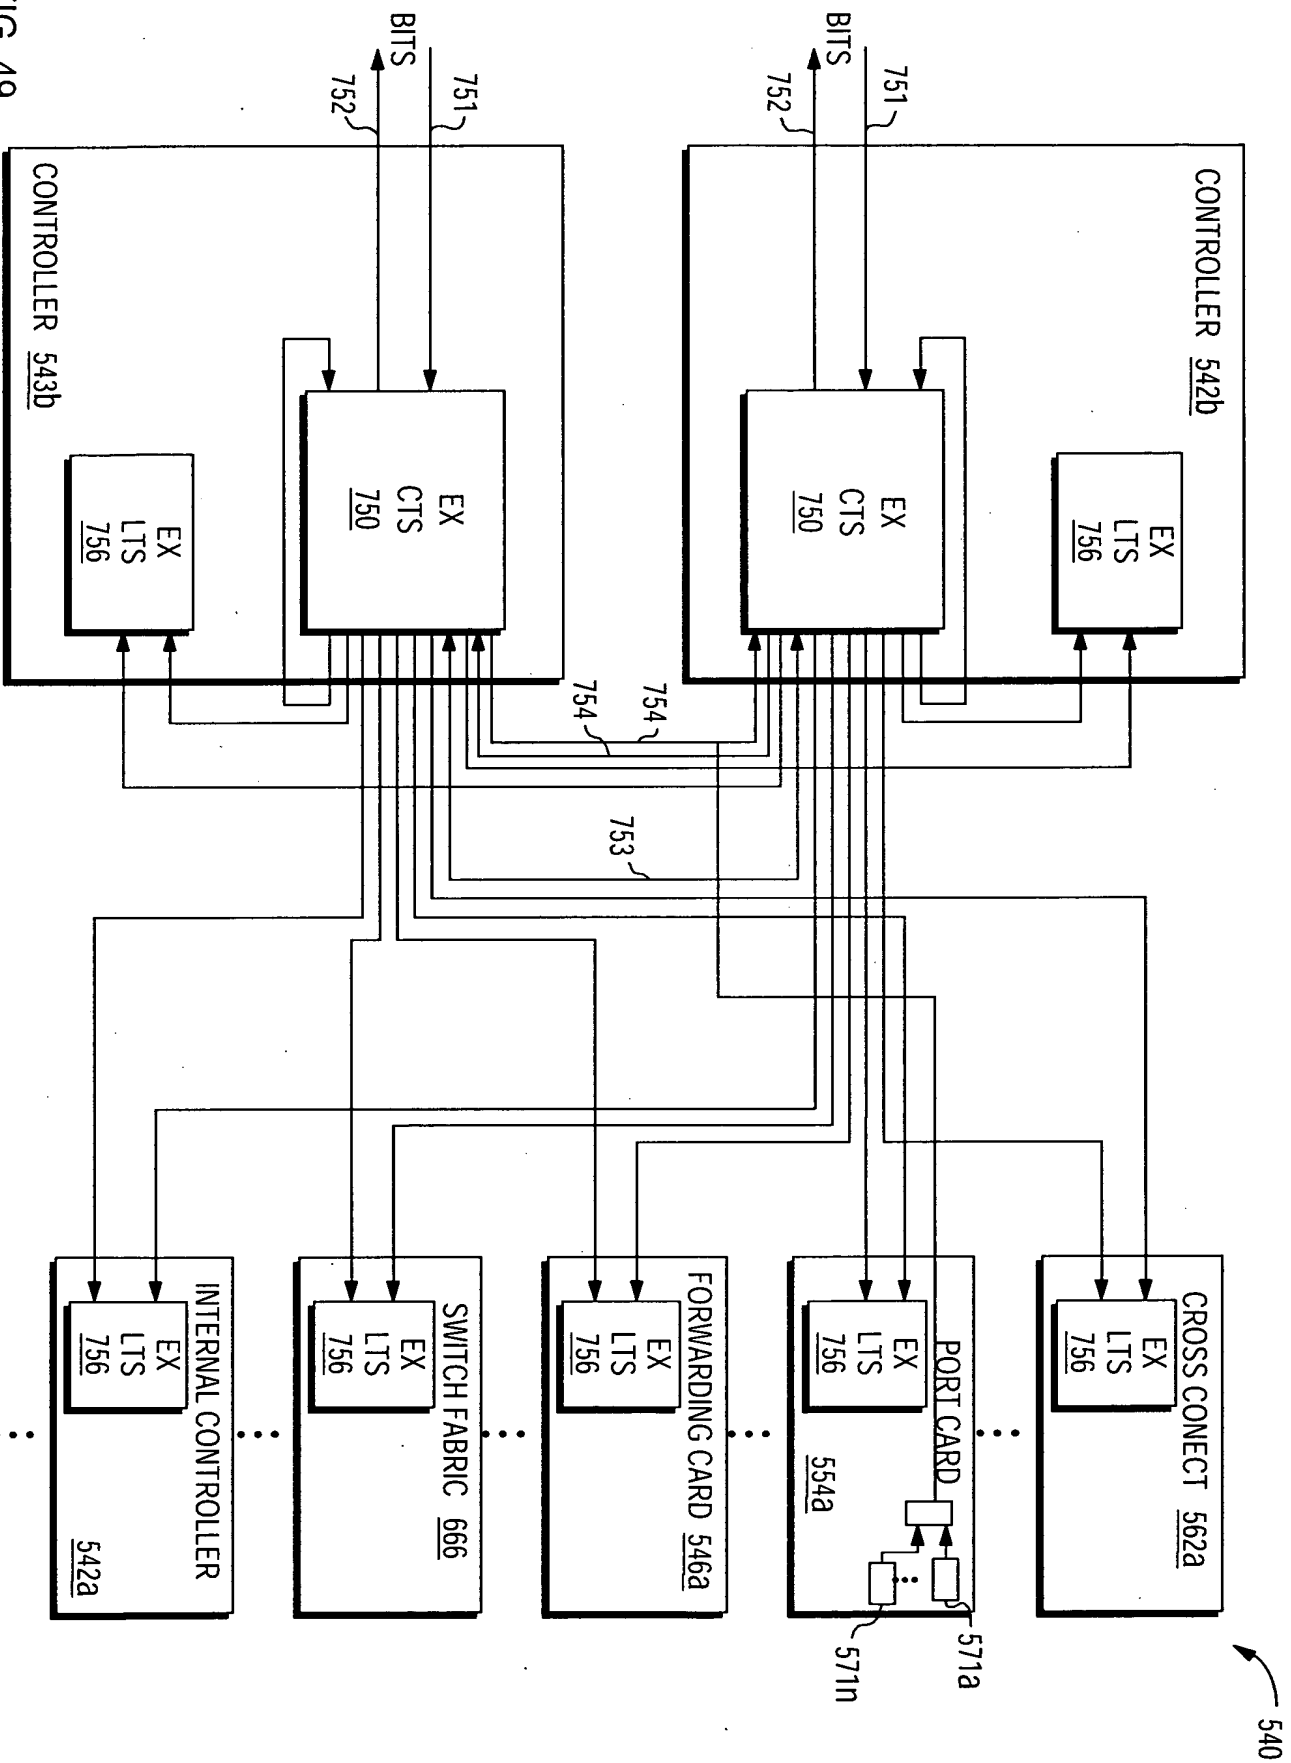 540
CONTROLLER 542b
EX
LTS
756
EX
CTS
750
751
752
BITS
CONTROLLER 543b
EX
CTS
750
EX
LTS
756
751
752
BITS
754
754
753
CROSS CONECT 562a
EX
LTS
756
PORT CARD
554a
EX
LTS
756
571a
571n
FORWARDING CARD 546a
EX
LTS
756
SWITCH FABRIC 666
EX
LTS
756
INTERNAL CONTROLLER
542a
EX
LTS
756